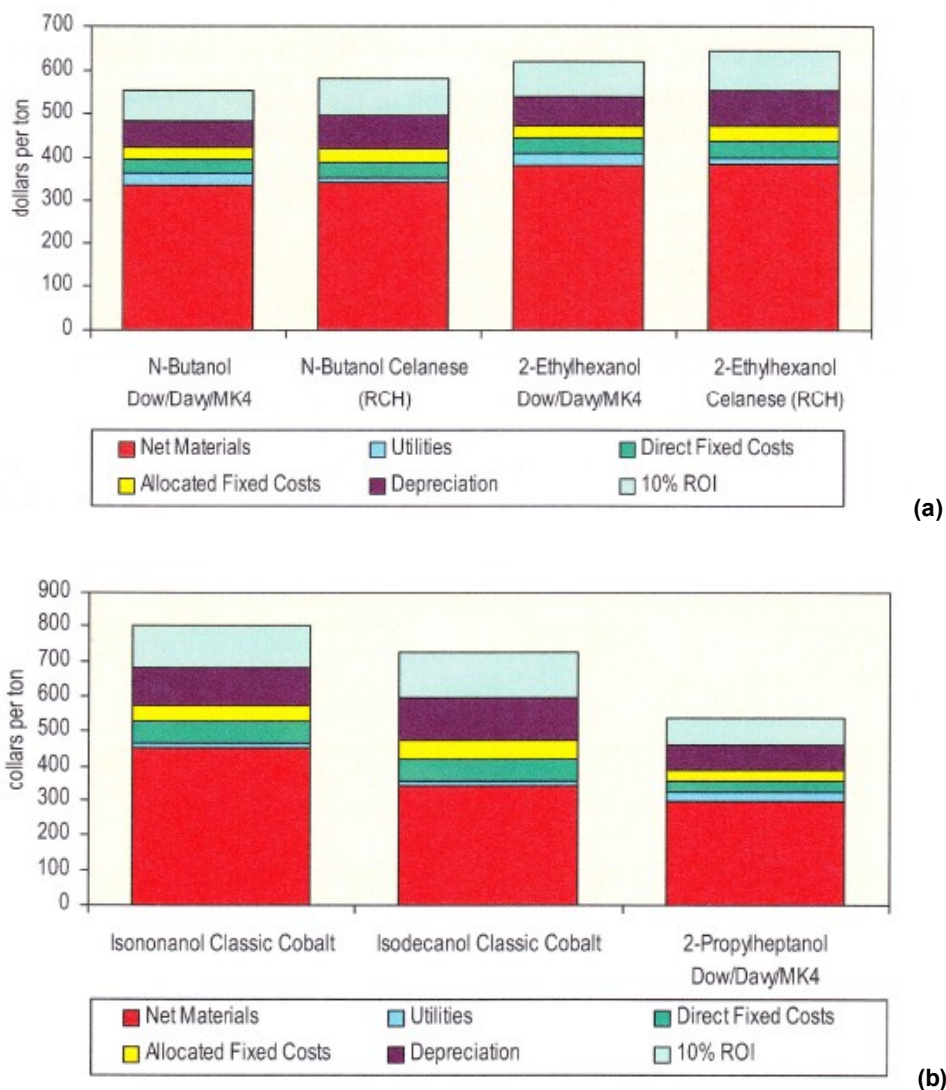 700
600
500
400
300
200
100
0
dollars per ton
N-Butanol
Dow/Davy/MK4
N-Butanol Celanese
(RCH)
2-Ethylhexanol
Dow/Davy/MK4
2-Ethylhexanol
Celanese (RCH)
Net Materials Utilities Direct Fixed Costs
Allocated Fixed Costs Depreciation 10% ROI
(a)
900
800
700
600
500
400
300
200
100
0
collars per ton
Isononanol Classic Cobalt
Isodecanol Classic Cobalt
2-Propylheptanol
Dow/Davy/MK4
Net Materials Utilities Direct Fixed Costs
Allocated Fixed Costs Depreciation 10% ROI
(b)